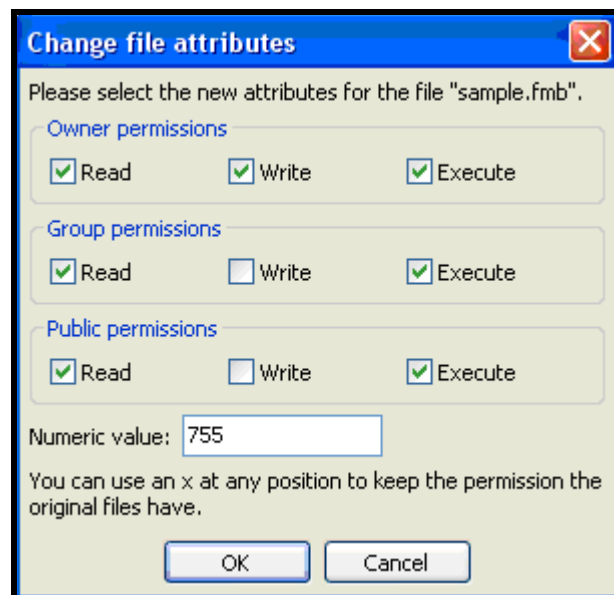 Change file attributes
Please select the new attributes for the file "sample.fmb".
Owner permissions
Read Write Execute
Group permissions
Read Write Execute
Public permissions
Read Write Execute
Numeric value: 755
You can use an x at any position to keep the permission the
original files have.
OK Cancel